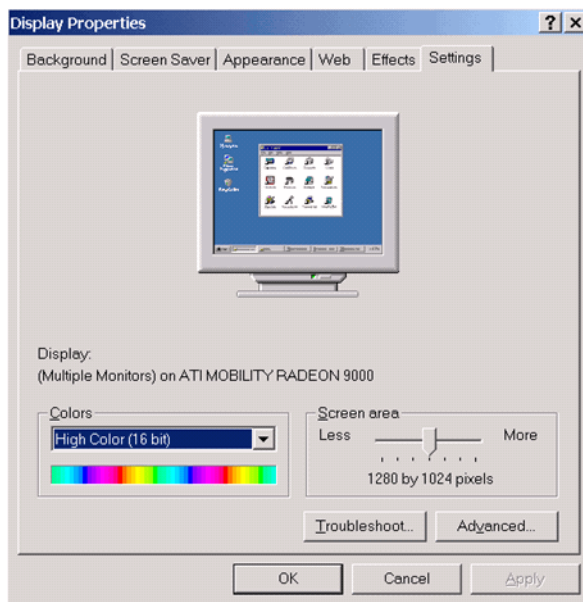 Display Properties
Background Screen Saver Appearance Web Effects Settings
Display:
(Multiple Monitors) on ATI MOBILITY RADEON 9000
Colors
High Color (16 bit)
Screen area
Less More
1280 by 1024 pixels
Troubleshoot... Advanced...
OK Cancel Apply